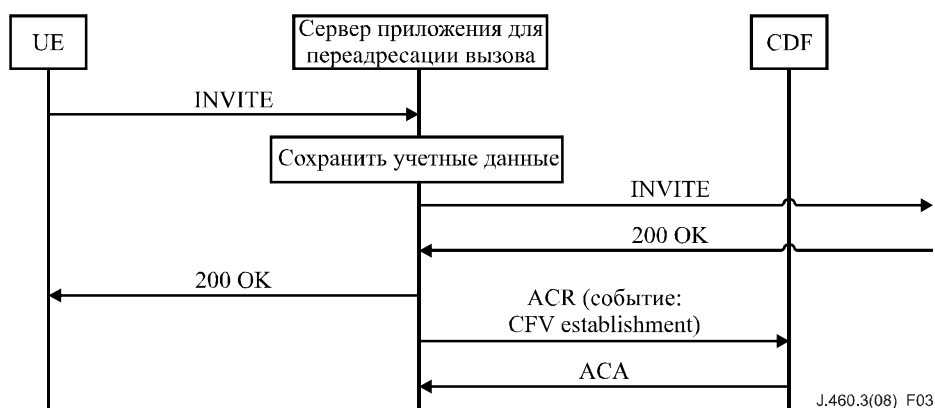 UE
Сервер приложения для
переадресации вызова
CDF
INVITE
Сохранить учетные данные
INVITE
200 OK
200 OK
ACR (событие:
CFV establishment)
ACA
J.460.3(08)_F03